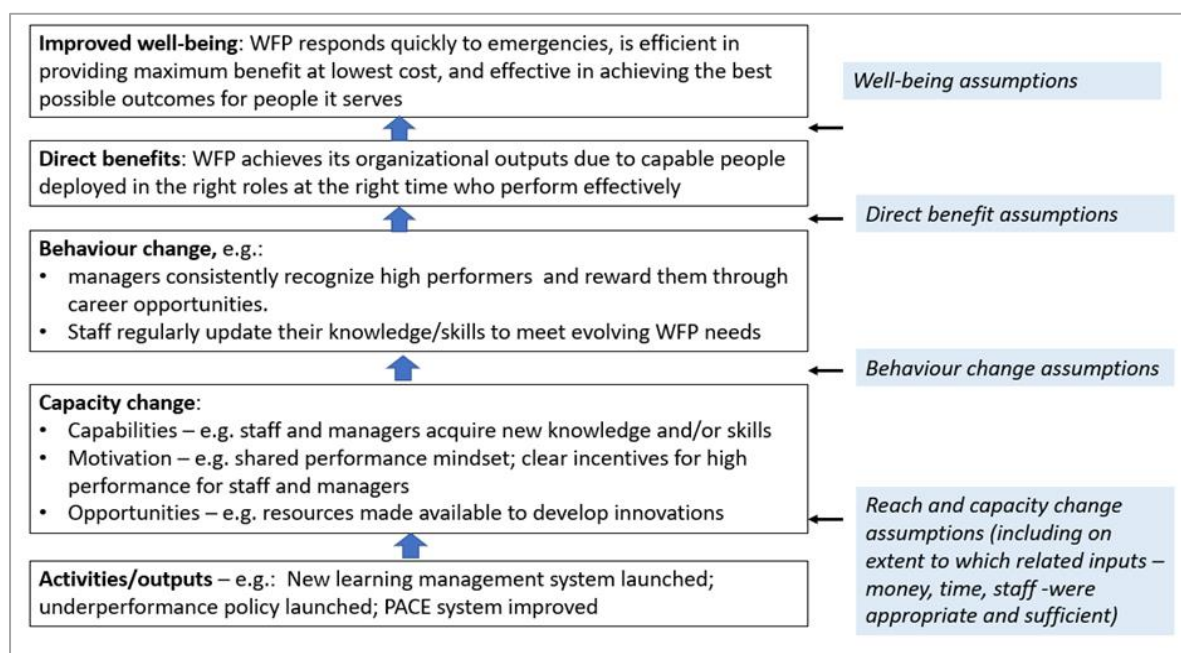 Improved well-being: WFP responds quickly to emergencies, is efficient in
providing maximum benefit at lowest cost, and effective in achieving the best
possible outcomes for people it serves
Well-being assumptions
Direct benefits: WFP achieves its organizational outputs due to capable people
deployed in the right roles at the right time who perform effectively
Direct benefit assumptions
Behaviour change, e.g.:
• managers consistently recognize high performers and reward them through
career opportunities.
• Staff regularly update their knowledge/skills to meet evolving WFP needs
Behaviour change assumptions
Capacity change:
• Capabilities – e.g. staff and managers acquire new knowledge and/or skills
• Motivation – e.g. shared performance mindset; clear incentives for high
performance for staff and managers
• Opportunities – e.g. resources made available to develop innovations
Reach and capacity change
assumptions (including on
extent to which related inputs –
money, time, staff -were
appropriate and sufficient)
Activities/outputs – e.g.: New learning management system launched;
underperformance policy launched; PACE system improved